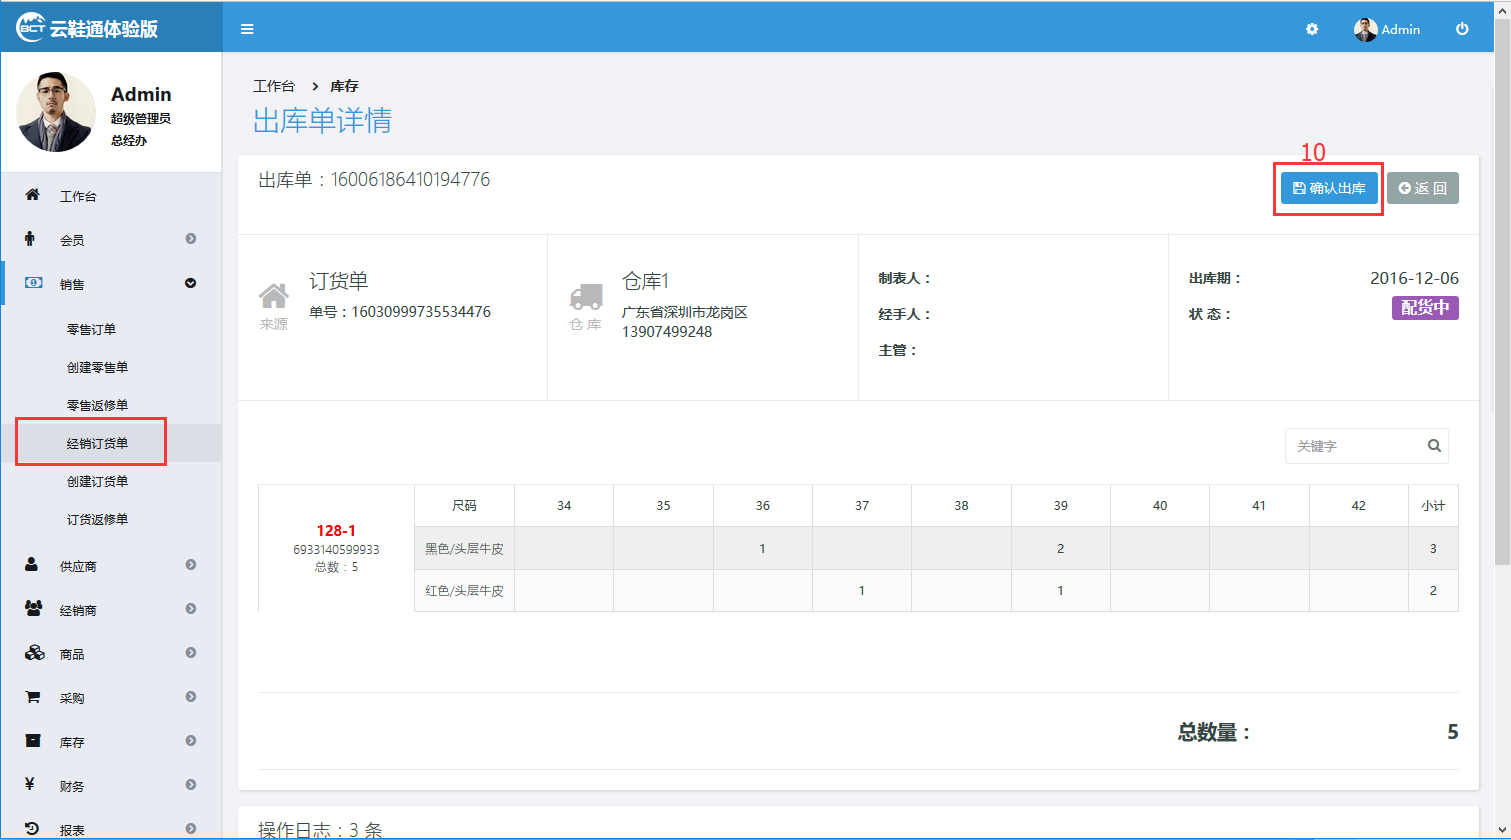 BCT 云鞋通体验版
Admin
Admin
超级管理员
总经办
工作台
会员
销售
零售订单
创建零售单
零售返修单
经销订货单
创建订货单
订货返修单
供应商
经销商
商品
采购
库存
财务
报表
工作台 > 库存
出库单详情
10
出库单：16006186410194776
确认出库
返 回
来源
订货单
单号：16030999735534476
仓 库
仓库1
广东省深圳市龙岗区
13907499248
制表人：
经手人：
主管：
出库期： 2016-12-06
状 态： 配货中
关键字
128-1
6933140599933
总数：5
尺码 34 35 36 37 38 39 40 41 42 小计
黑色/头层牛皮 1 2 3
红色/头层牛皮 1 1 2
总数量： 5
操作日志：3 条